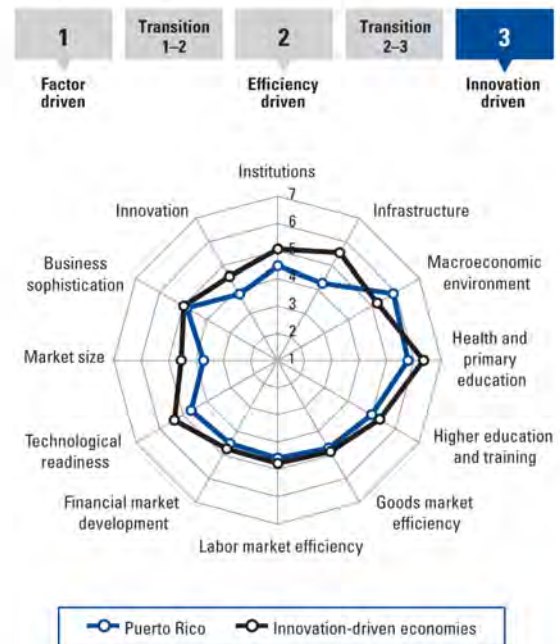 1
Transition
1–2
2
Transition
2–3
3
Factor
driven
Efficiency
driven
Innovation
driven
Institutions
Infrastructure
Macroeconomic
environment
Health and
primary
education
Higher education
and training
Goods market
efficiency
Labor market efficiency
Financial market
development
Technological
readiness
Market size
Business
sophistication
Innovation
7
6
5
4
3
2
1
Puerto Rico
Innovation-driven economies